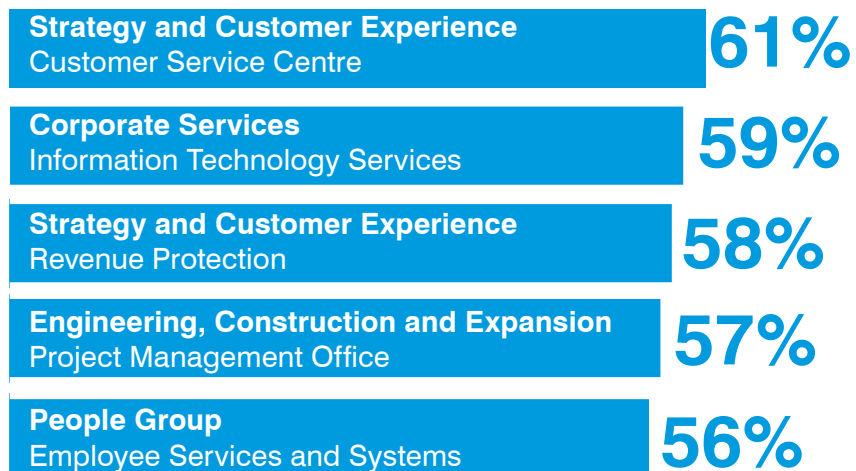 Strategy and Customer Experience
Customer Service Centre
61%
Corporate Services
Information Technology Services
59%
Strategy and Customer Experience
Revenue Protection
58%
Engineering, Construction and Expansion
Project Management Office
57%
People Group
Employee Services and Systems
56%